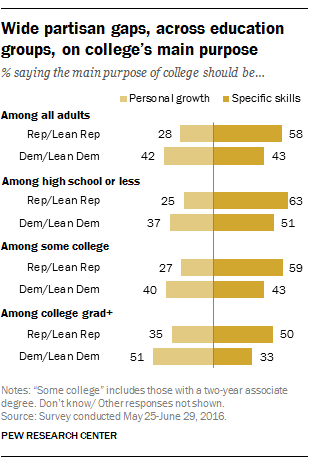 Wide partisan gaps, across education
groups, on college's main purpose
% saying the main purpose of college should be...
Personal growth Specific skills
Among all adults
Rep/Lean Rep 28 58
Dem/Lean Dem 42 43
Among high school or less
Rep/Lean Rep 25 63
Dem/Lean Dem 37 51
Among some college
Rep/Lean Rep 27 59
Dem/Lean Dem 40 43
Among college grad+
Rep/Lean Rep 35 50
Dem/Lean Dem 51 33
Notes: "Some college" includes those with a two-year associate
degree. Don't know/ Other responses not shown.
Source: Survey conducted May 25-June 29, 2016.
PEW RESEARCH CENTER